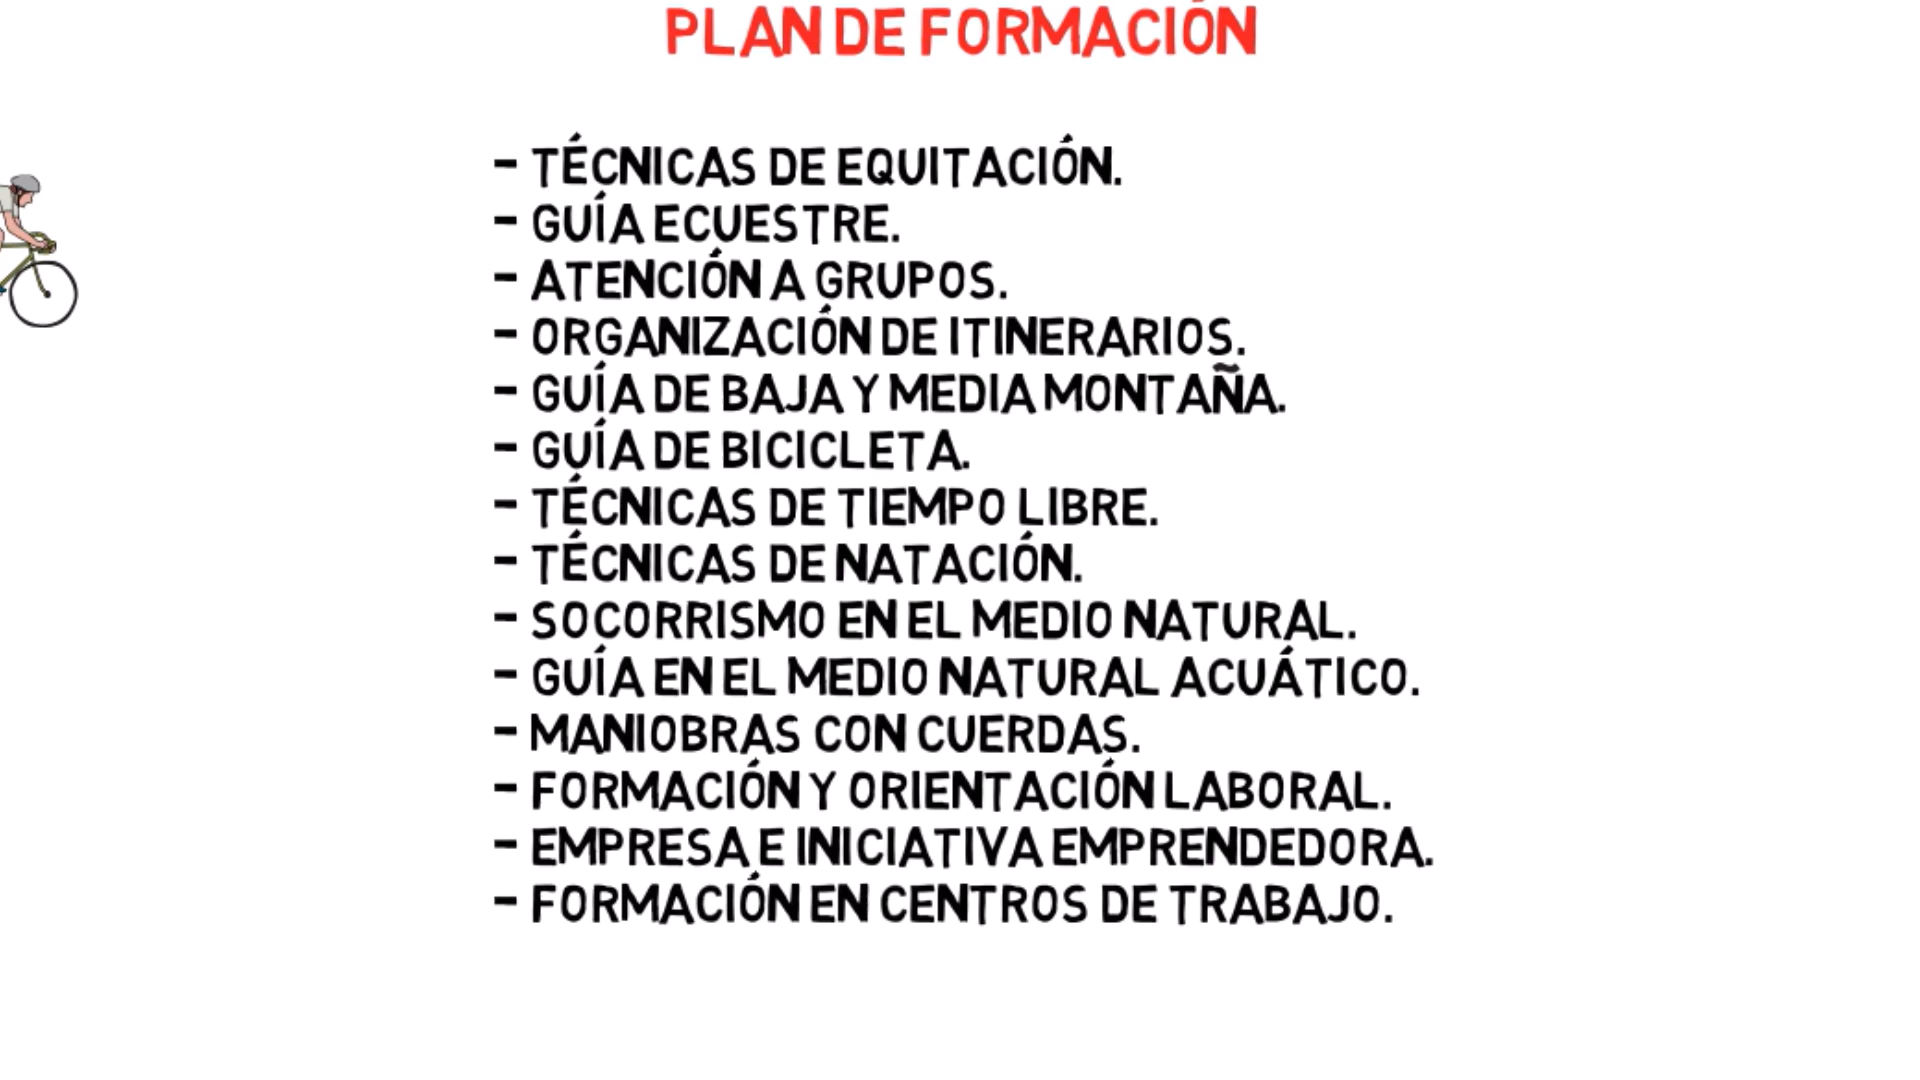 PLAN DE FORMACIÓN
- TÉCNICAS DE EQUITACIÓN.
- GUÍA ECUESTRE.
- ATENCIÓN A GRUPOS.
- ORGANIZACIÓN DE ITINERARIOS.
- GUÍA DE BAJA Y MEDIA MONTAÑA.
- GUÍA DE BICICLETA.
- TÉCNICAS DE TIEMPO LIBRE.
- TÉCNICAS DE NATACIÓN.
- SOCORRISMO EN EL MEDIO NATURAL.
- GUÍA EN EL MEDIO NATURAL ACUÁTICO.
- MANIOBRAS CON CUERDAS.
- FORMACIÓN Y ORIENTACIÓN LABORAL.
- EMPRESA E INICIATIVA EMPRENDEDORA.
- FORMACIÓN EN CENTROS DE TRABAJO.